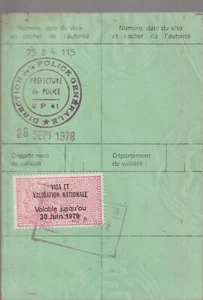 Numéro, date du visa
et cachet de l'autorité
Numéro, date du visa
et cachet de l'autorité
75 B 4 115
DIRECTION de la POLICE GÉNÉRALE
PRÉFECTURE
de POLICE
2 P 41
29 SEPT 1978
Département
de validité :
Département
de validité :
VISA ET
VALIDATION NATIONALE
Valable jusqu'au
30 Juin 1979